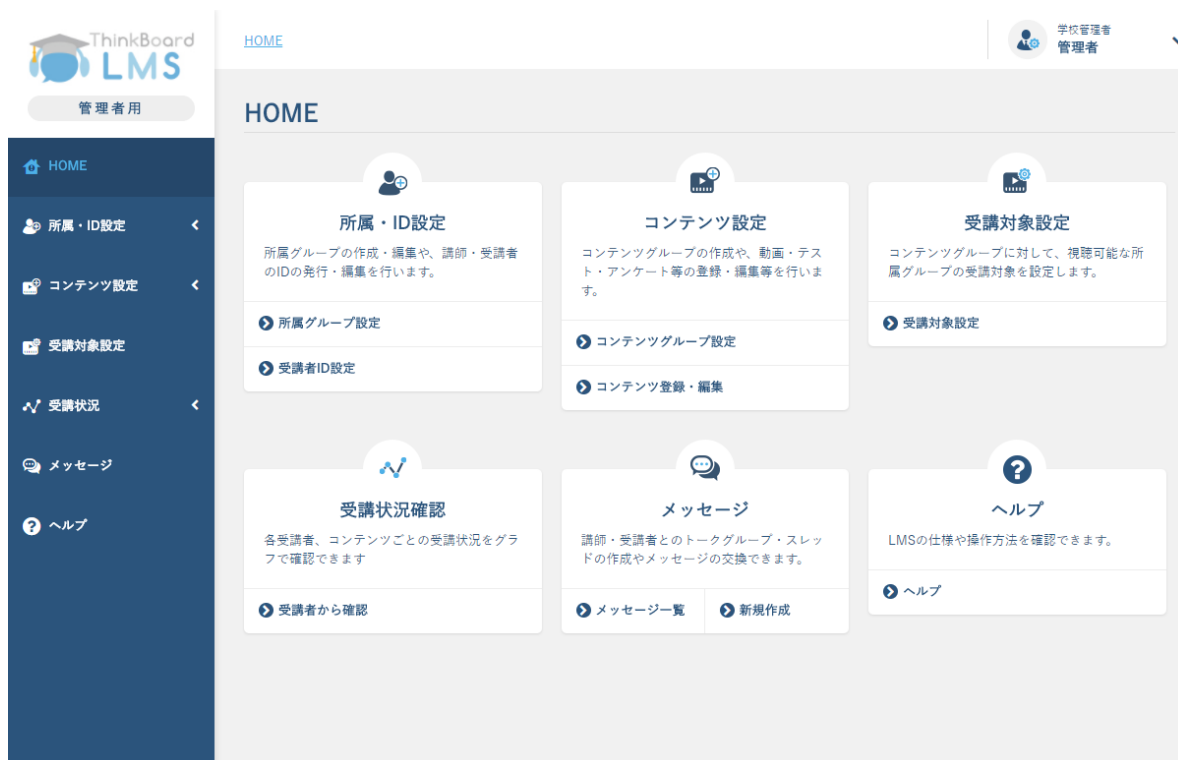 ThinkBoard
LMS
管理者用
HOME
所属・ID設定
コンテンツ設定
受講対象設定
受講状況
メッセージ
ヘルプ
HOME
学校管理者
管理者
HOME
所属・ID設定
所属グループの作成・編集や、講師・受講者
のIDの発行・編集を行います。
所属グループ設定
受講者ID設定
コンテンツ設定
コンテンツグループの作成や、動画・テス
ト・アンケート等の登録・編集等を行いま
す。
コンテンツグループ設定
コンテンツ登録・編集
受講対象設定
コンテンツグループに対して、視聴可能な所
属グループの受講対象を設定します。
受講対象設定
受講状況確認
各受講者、コンテンツごとの受講状況をグラ
フで確認できます
受講者から確認
メッセージ
講師・受講者とのトークグループ・スレッ
ドの作成やメッセージの交換できます。
メッセージ一覧
新規作成
ヘルプ
LMSの仕様や操作方法を確認できます。
ヘルプ